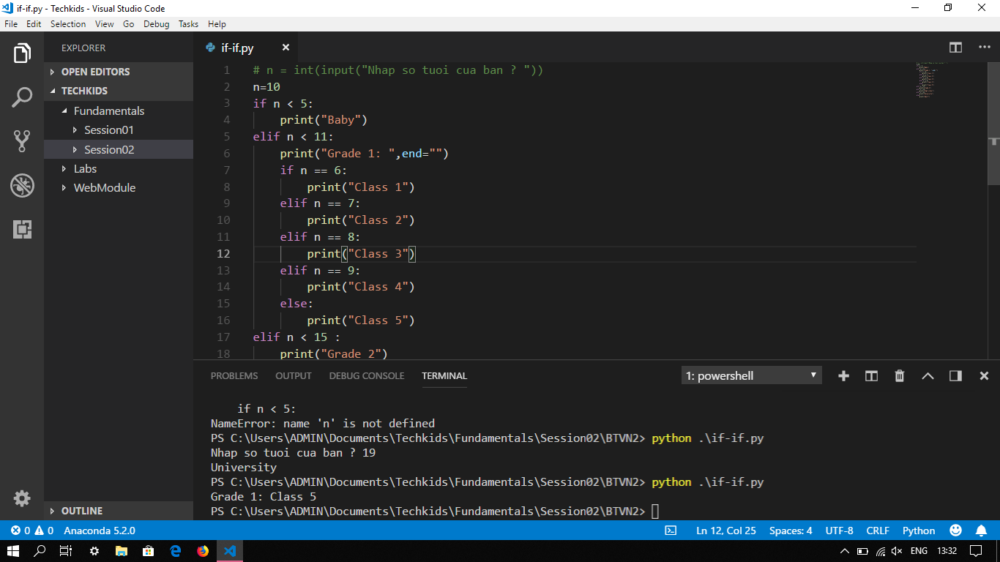 if-if.py - Techkids - Visual Studio Code
File Edit Selection View Go Debug Tasks Help
EXPLORER
OPEN EDITORS
TECHKIDS
Fundamentals
Session01
Session02
Labs
WebModule
OUTLINE
if-if.py
1 # n = int(input("Nhap so tuoi cua ban ? "))
2 n=10
3 if n < 5:
4 print("Baby")
5 elif n < 11:
6 print("Grade 1: ",end="")
7 if n == 6:
8 print("Class 1")
9 elif n == 7:
10 print("Class 2")
11 elif n == 8:
12 print("Class 3")
13 elif n == 9:
14 print("Class 4")
15 else:
16 print("Class 5")
17 elif n < 15 :
18 print("Grade 2")
PROBLEMS OUTPUT DEBUG CONSOLE TERMINAL 1: powershell
if n < 5:
NameError: name 'n' is not defined
PS C:\Users\ADMIN\Documents\Techkids\Fundamentals\Session02\BTVN2> python .\if-if.py
Nhap so tuoi cua ban ? 19
University
PS C:\Users\ADMIN\Documents\Techkids\Fundamentals\Session02\BTVN2> python .\if-if.py
Grade 1: Class 5
PS C:\Users\ADMIN\Documents\Techkids\Fundamentals\Session02\BTVN2>
0 0 Anaconda 5.2.0 Ln 12, Col 25 Spaces: 4 UTF-8 CRLF Python
ENG 13:32